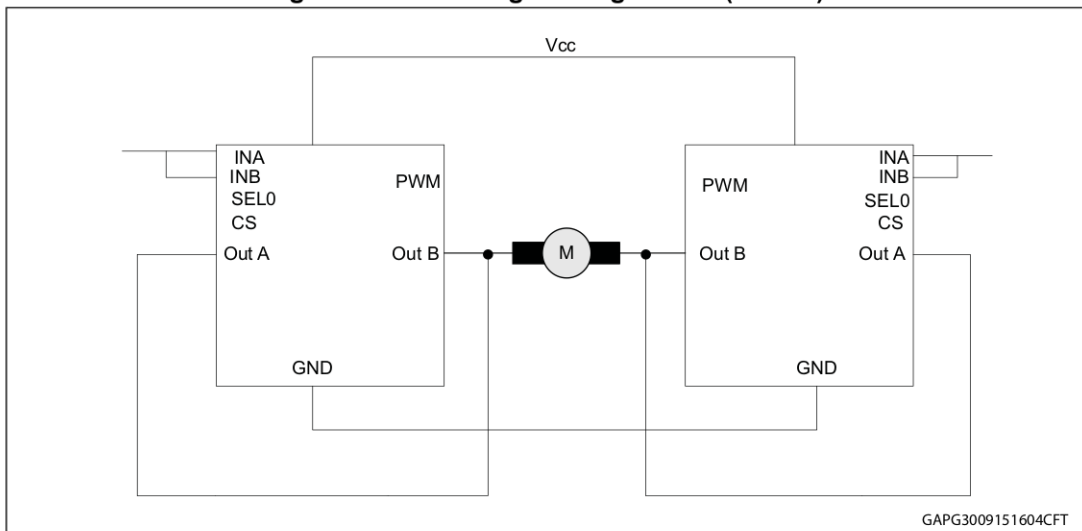 Vcc
INA
INB
SEL0
CS
PWM
Out A
Out B
GND
M
INA
INB
SEL0
CS
PWM
Out B
Out A
GND
GAPG3009151604CFT